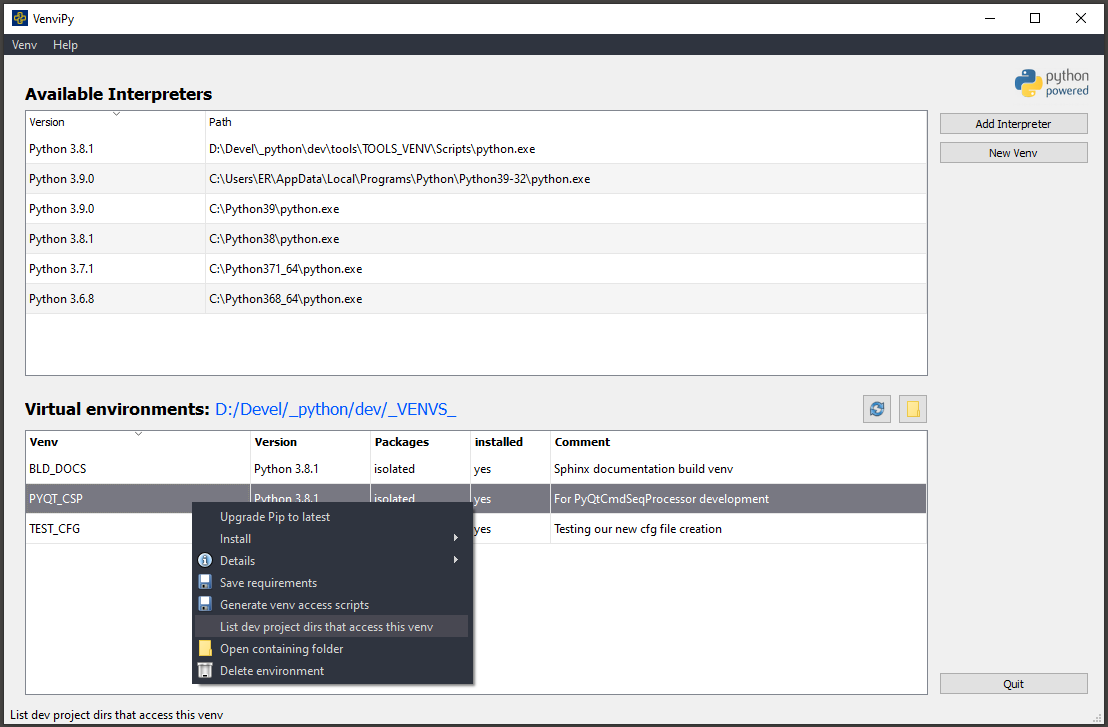 VenviPy
Venv Help
python
powered
Available Interpreters
Version Path
Python 3.8.1 D:\Devel\_python\dev\tools\TOOLS_VENV\Scripts\python.exe
Python 3.9.0 C:\Users\ER\AppData\Local\Programs\Python\Python39-32\python.exe
Python 3.9.0 C:\Python39\python.exe
Python 3.8.1 C:\Python38\python.exe
Python 3.7.1 C:\Python371_64\python.exe
Python 3.6.8 C:\Python368_64\python.exe
Add Interpreter
New Venv
Virtual environments: D:/Devel/_python/dev/_VENVS_
Venv Version Packages installed Comment
BLD_DOCS Python 3.8.1 isolated yes Sphinx documentation build venv
PYQT_CSP Python 3.8.1 isolated yes For PyQtCmdSeqProcessor development
TEST_CFG yes Testing our new cfg file creation
Upgrade Pip to latest
Install
Details
Save requirements
Generate venv access scripts
List dev project dirs that access this venv
Open containing folder
Delete environment
Quit
List dev project dirs that access this venv